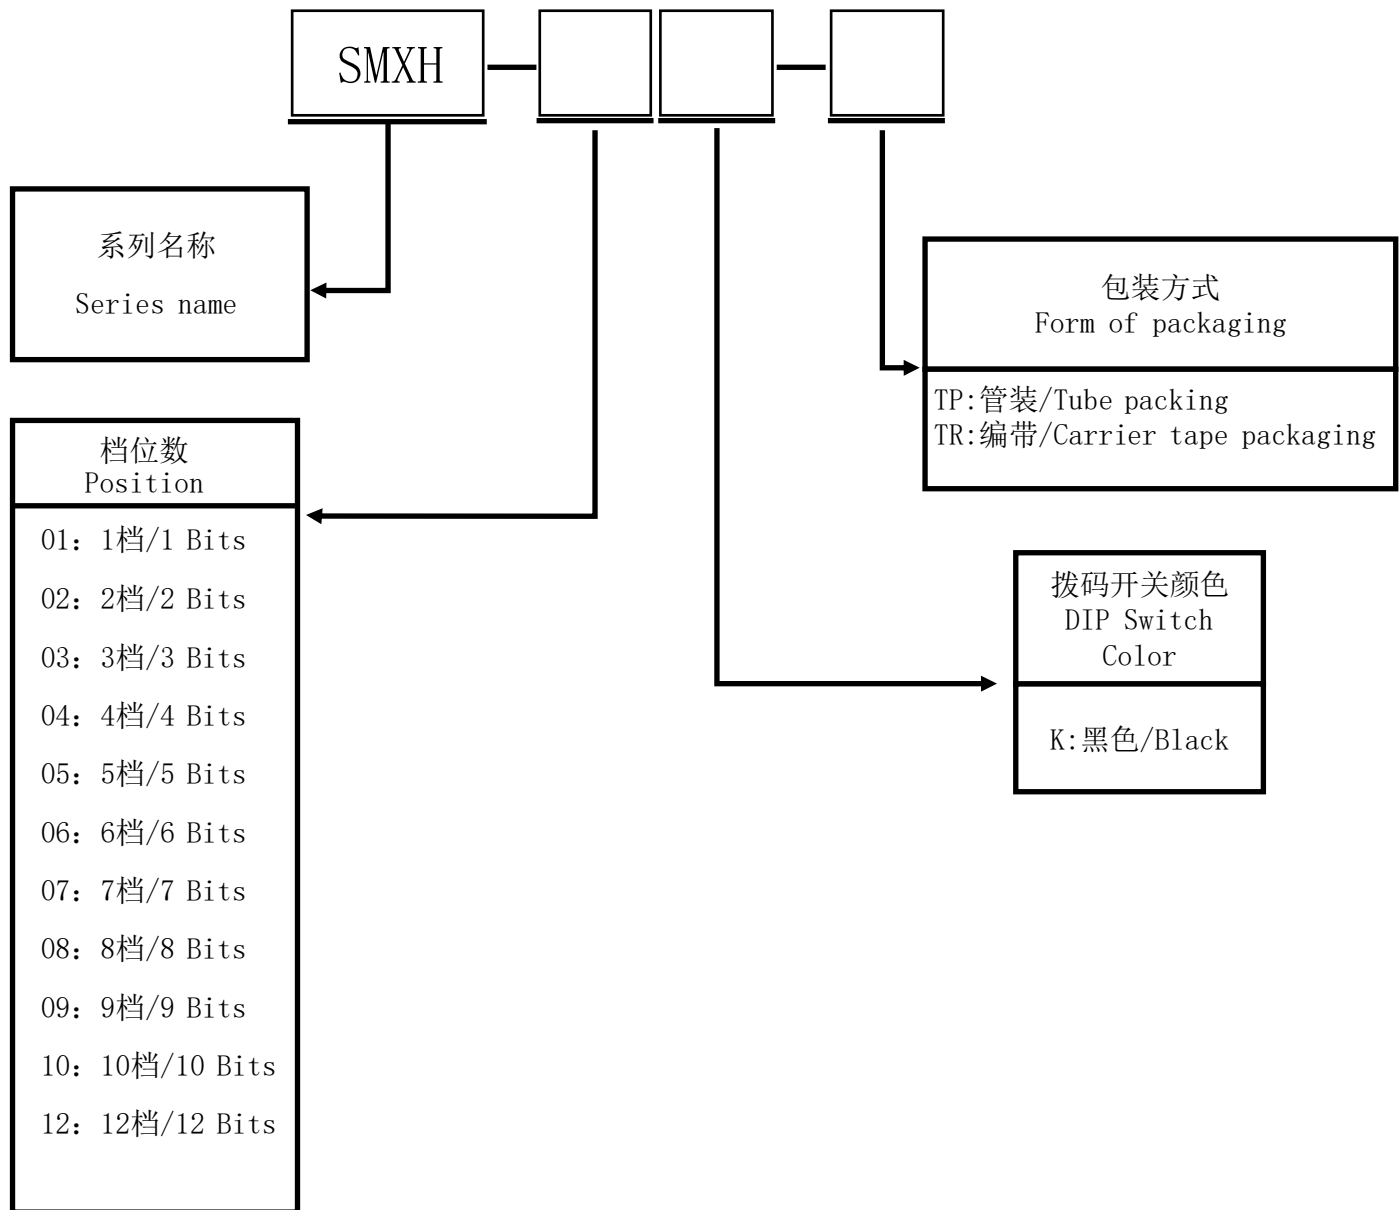 SMXH
系列名称
Series name
包装方式
Form of packaging
TP:管装/Tube packing
TR:编带/Carrier tape packaging
档位数
Position
01：1档/1 Bits
02：2档/2 Bits
03：3档/3 Bits
04：4档/4 Bits
05：5档/5 Bits
06：6档/6 Bits
07：7档/7 Bits
08：8档/8 Bits
09：9档/9 Bits
10：10档/10 Bits
12：12档/12 Bits
拨码开关颜色
DIP Switch
Color
K:黑色/Black